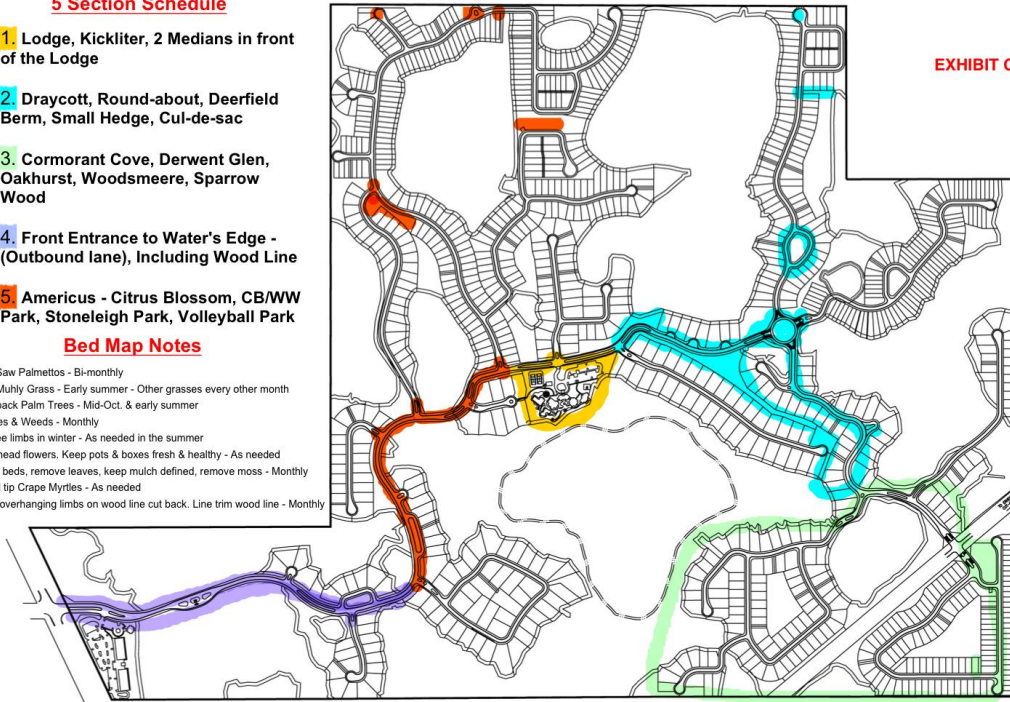 5 Section Schedule
1. Lodge, Kickliter, 2 Medians in front
of the Lodge
2. Draycott, Round-about, Deerfield
Berm, Small Hedge, Cul-de-sac
3. Cormorant Cove, Derwent Glen,
Oakhurst, Woodsmeere, Sparrow
Wood
4. Front Entrance to Water's Edge -
(Outbound lane), Including Wood Line
5. Americus - Citrus Blossom, CB/WW
Park, Stoneleigh Park, Volleyball Park
Bed Map Notes
Saw Palmettos - Bi-monthly
Muhly Grass - Early summer - Other grasses every other month
Palm Trees - Mid-Oct. & early summer
& Weeds - Monthly
limbs in winter - As needed in the summer
flowers. Keep pots & boxes fresh & healthy - As needed
beds, remove leaves, keep mulch defined, remove moss - Monthly
tip Crape Myrtles - As needed
overhanging limbs on wood line cut back. Line trim wood line - Monthly
EXHIBIT